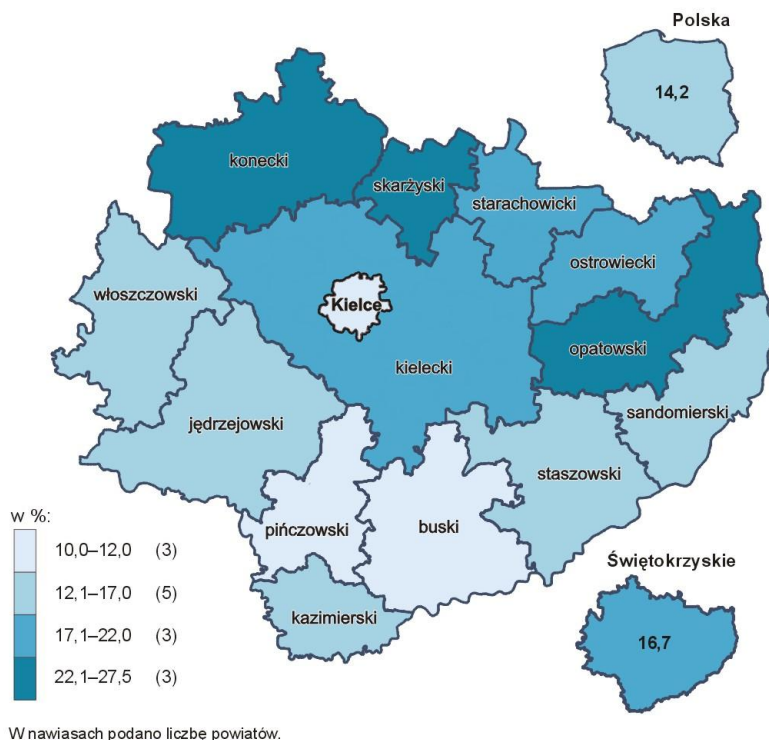 Polska
14,2
konecki
skarżyski
starachowicki
ostrowiecki
włoszczowski
Kielce
kielecki
opatowski
sandomierski
jędrzejowski
staszowski
pińczowski
buski
kazimierski
w %:
10,0–12,0 (3)
12,1–17,0 (5)
17,1–22,0 (3)
22,1–27,5 (3)
Świętokrzyskie
16,7
W nawiasach podano liczbę powiatów.